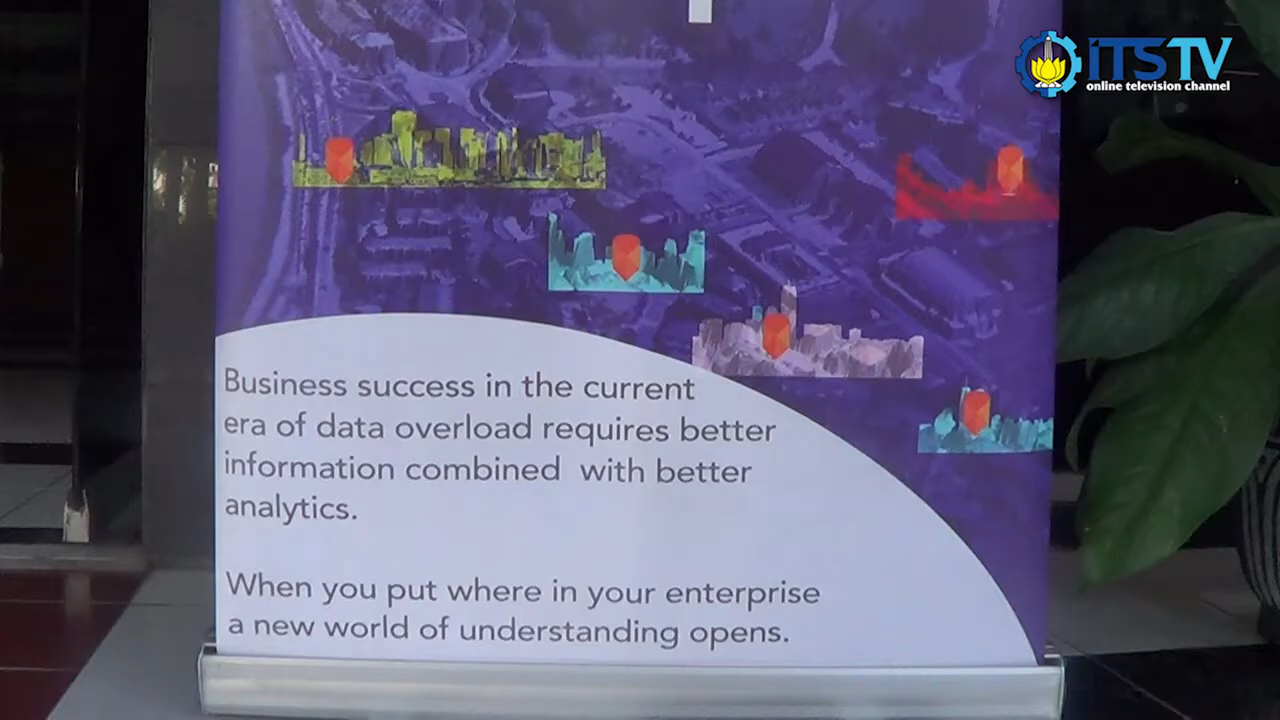 iTSTV
online television channel
Business success in the current
era of data overload requires better
information combined with better
analytics.
When you put where in your enterprise
a new world of understanding opens.